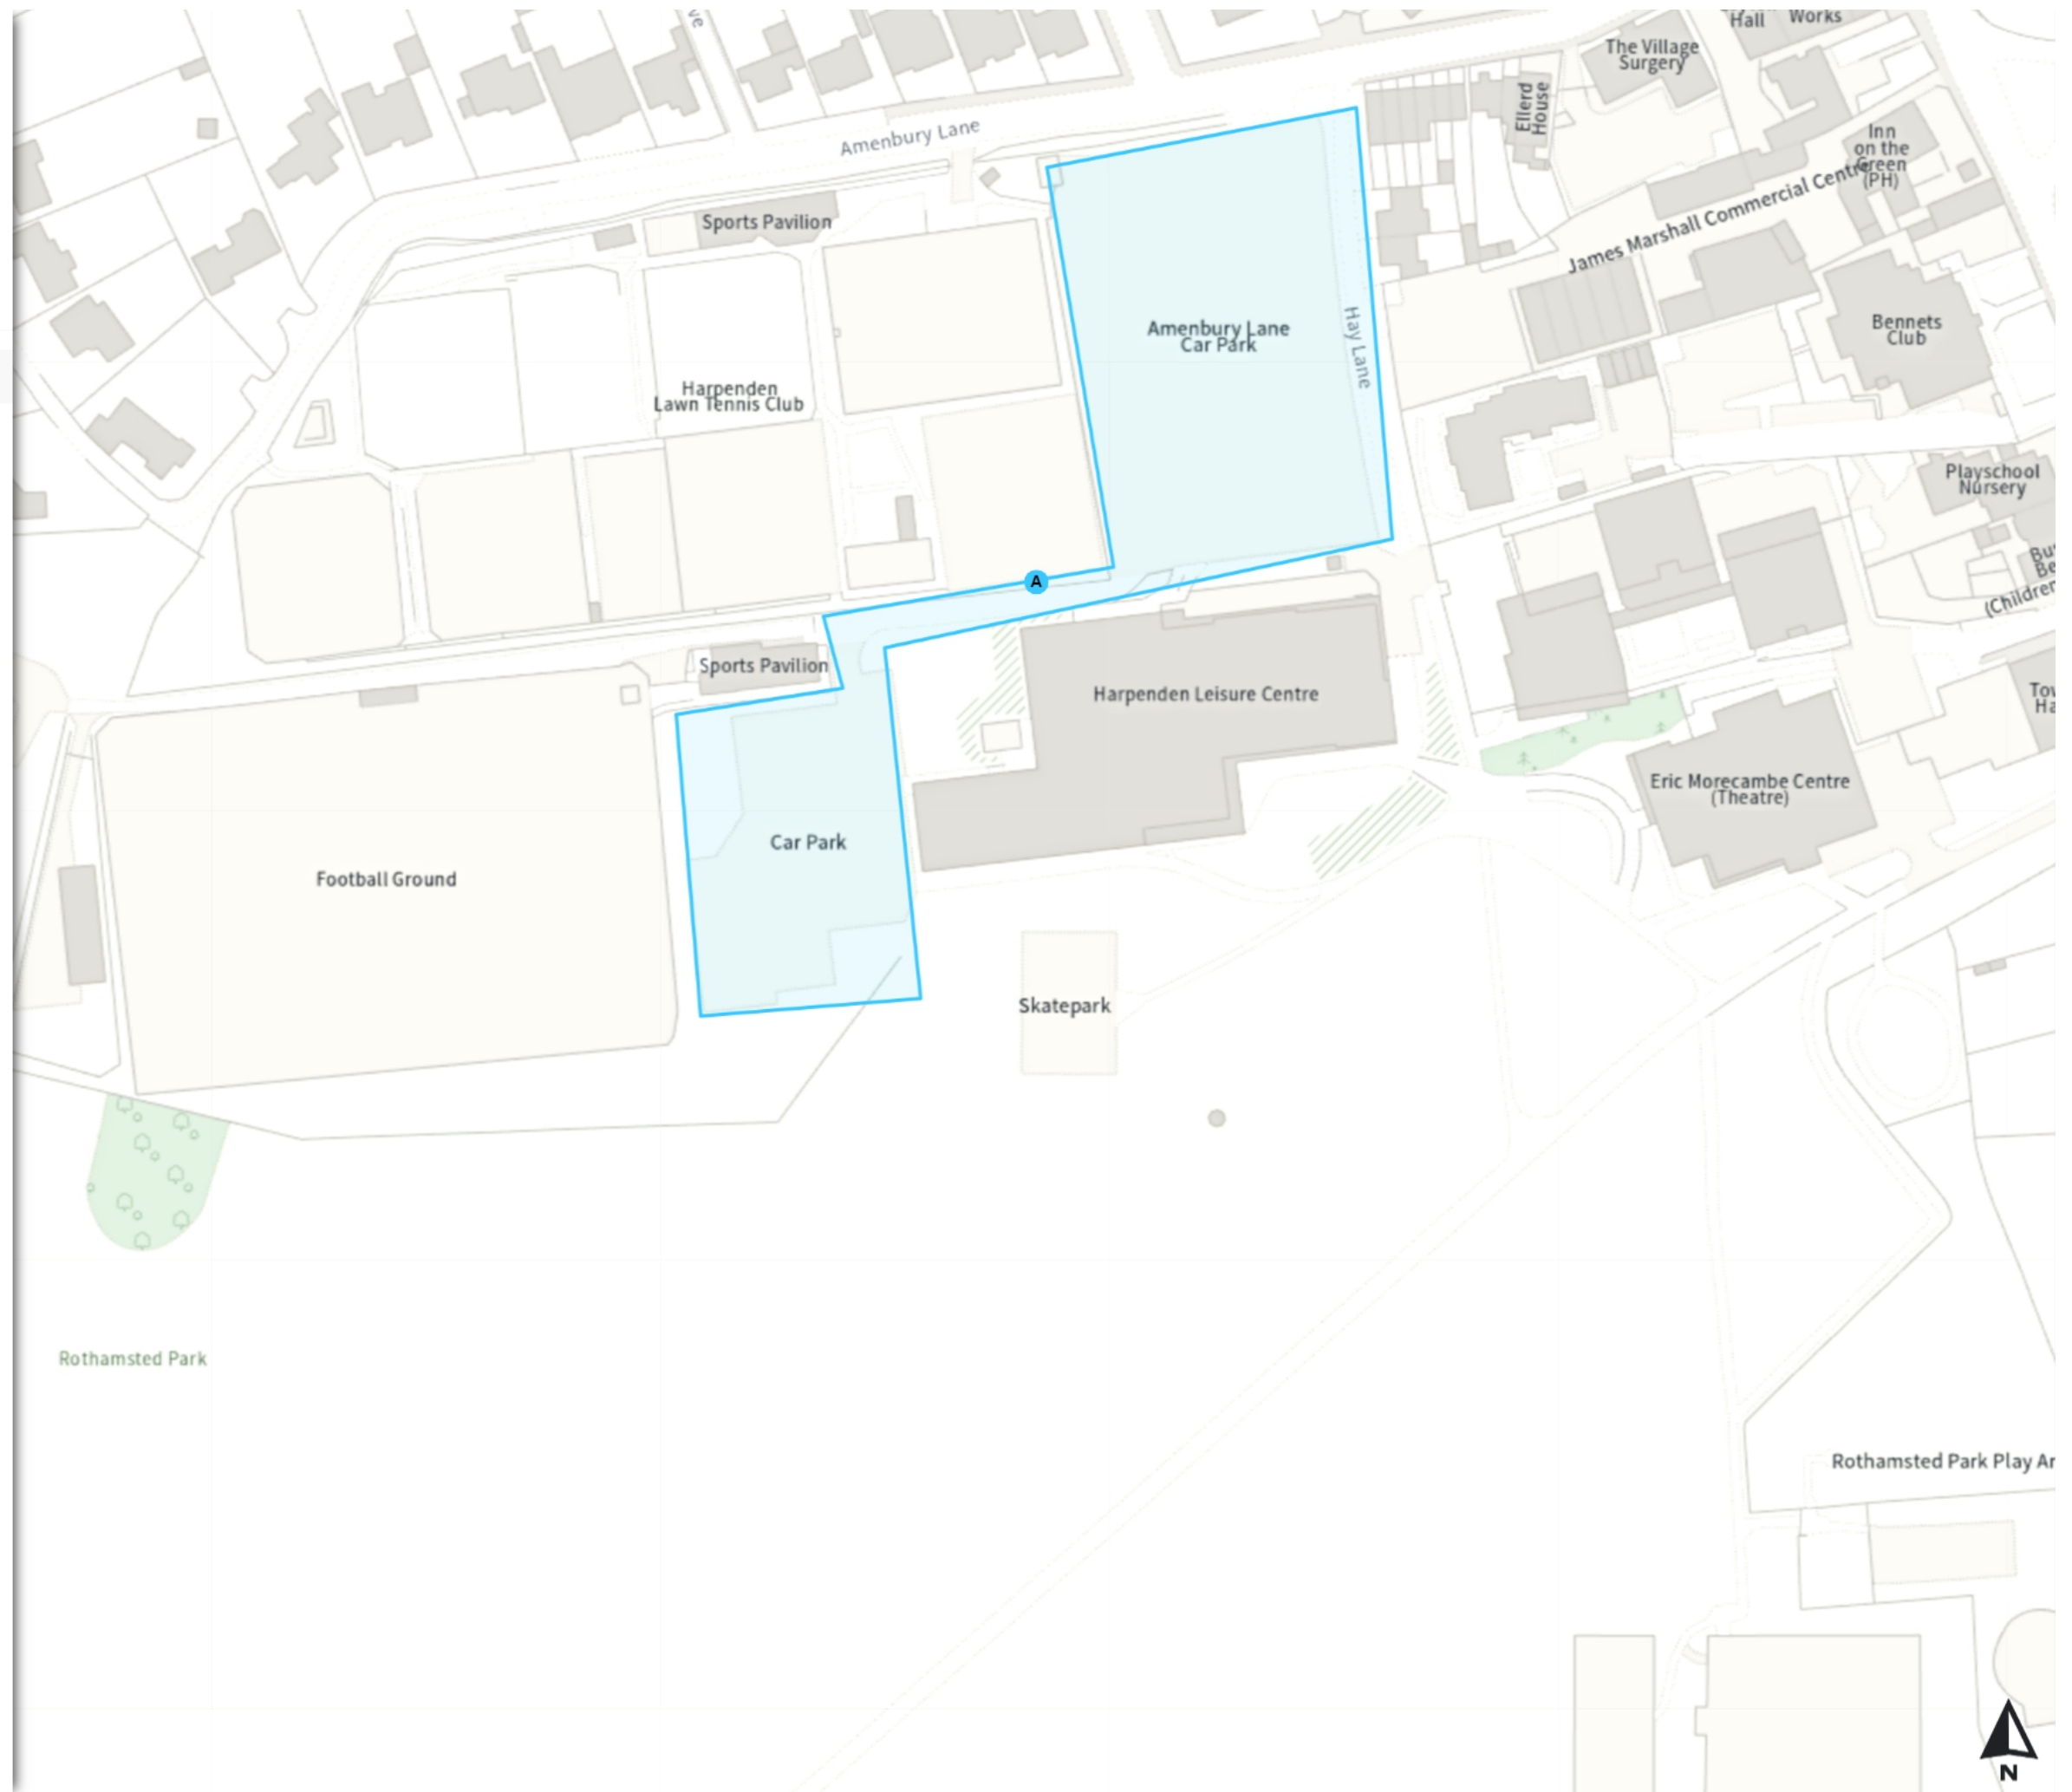 Hall
Works
The Village
Surgery
Ellerd
House
Amenbury Lane
Inn
on the
Green
(PH)
James Marshall Commercial Centre
Sports Pavilion
Amenbury Lane
Car Park
Hay Lane
Bennets
Club
Harpenden
Lawn Tennis Club
Playschool
Nursery
A
(Children
Sports Pavilion
Harpenden Leisure Centre
Eric Morecambe Centre
(Theatre)
Car Park
Football Ground
Skatepark
Rothamsted Park
Rothamsted Park Play Ar
N